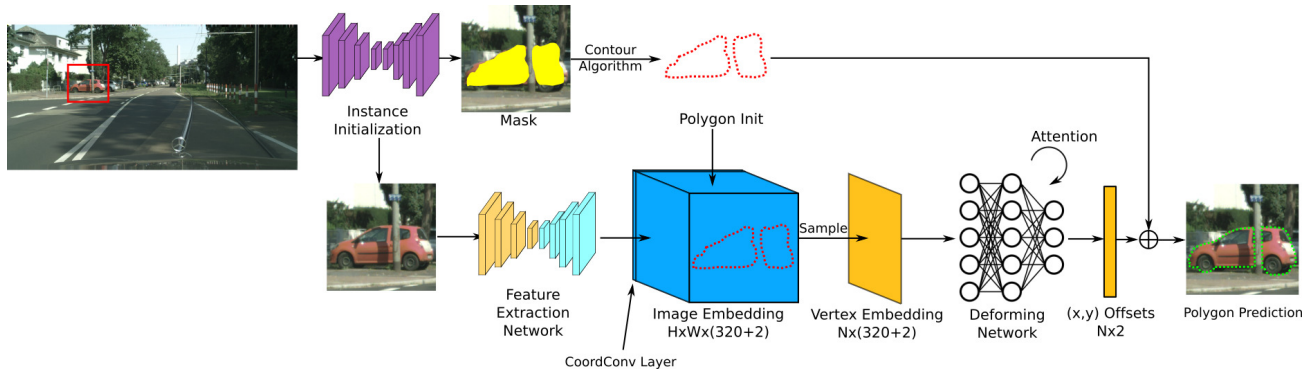 Instance
Initialization
Mask
Contour
Algorithm
Polygon Init
Feature
Extraction
Network
CoordConv Layer
Image Embedding
HxWx(320+2)
Sample
Vertex Embedding
Nx(320+2)
Attention
Deforming
Network
(x,y) Offsets
Nx2
Polygon Prediction